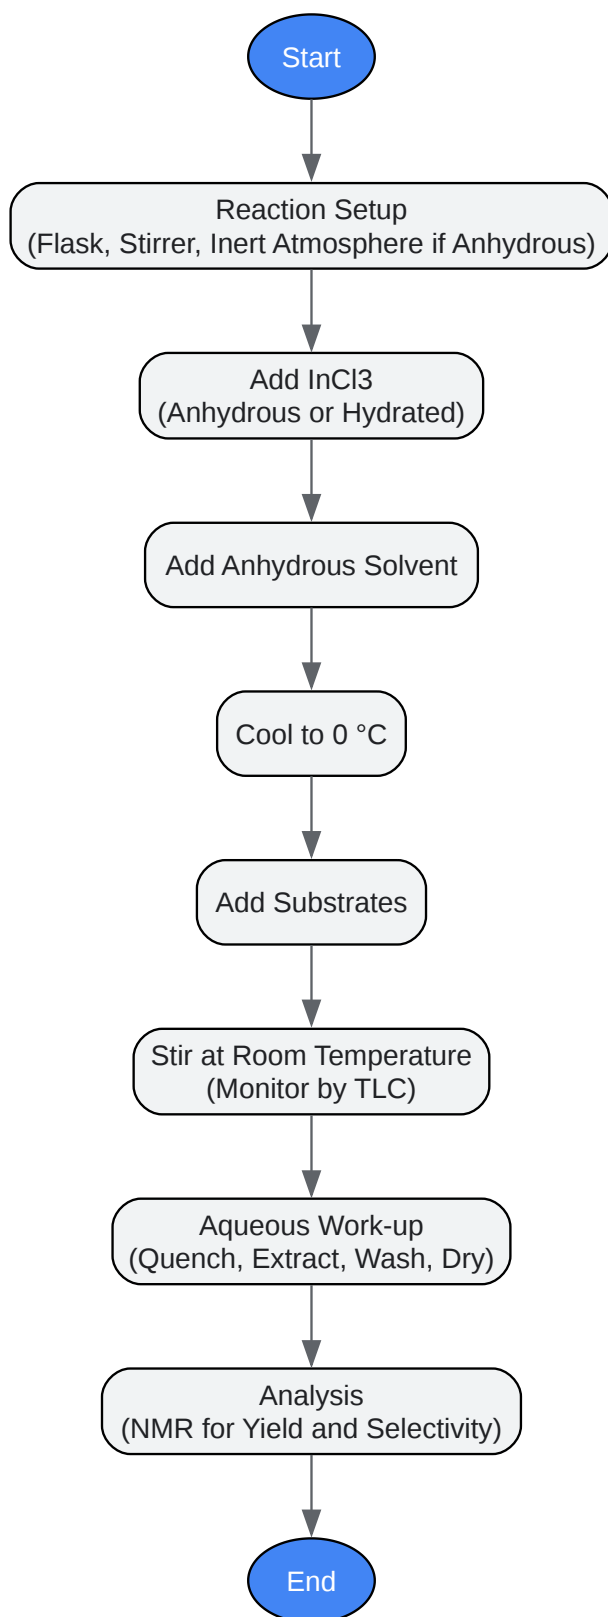 Start
Reaction Setup
(Flask, Stirrer, Inert Atmosphere if Anhydrous)
Add InCl3
(Anhydrous or Hydrated)
Add Anhydrous Solvent
Cool to 0 °C
Add Substrates
Stir at Room Temperature
(Monitor by TLC)
Aqueous Work-up
(Quench, Extract, Wash, Dry)
Analysis
(NMR for Yield and Selectivity)
End